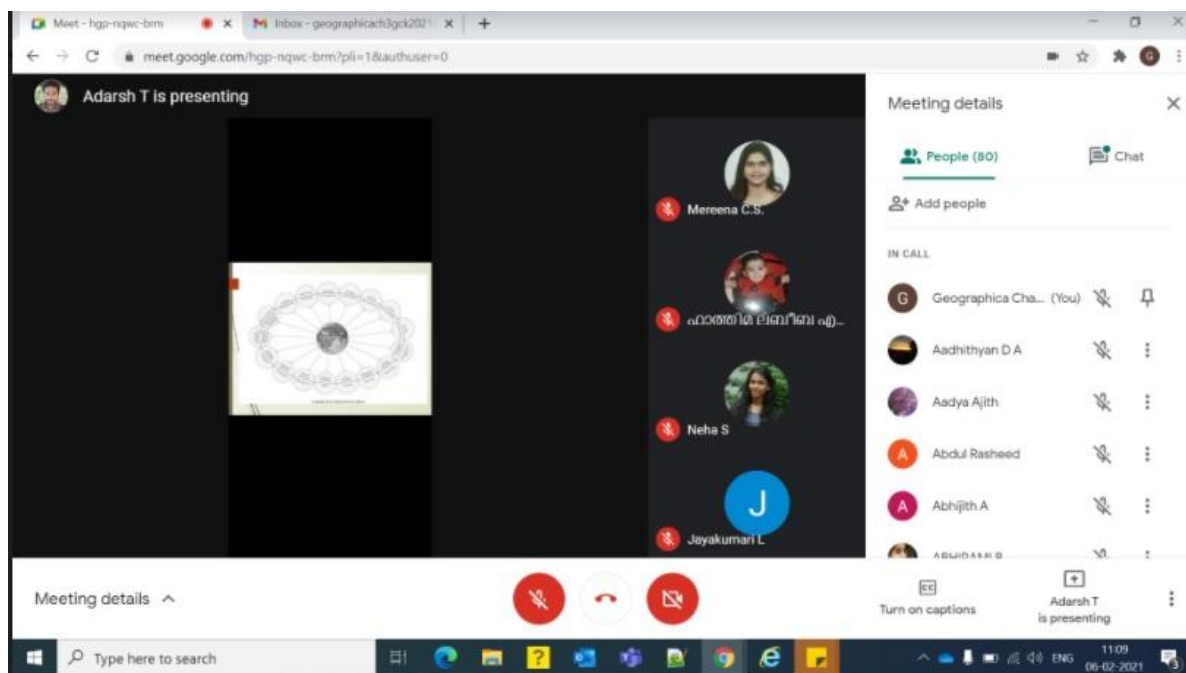 Meet - hgp-nqwc-brm
Inbox - geographicach3gck2021
meet.google.com/hgp-nqwc-brm?pli=1&authuser=0
G
Adarsh T is presenting
Meeting details
People (80)
Chat
Add people
IN CALL
G
Geographica Cha... (You)
Aadhithyan D A
Aadya Ajith
A
Abdul Rasheed
A
Abhijith A
ABHIRAMI R
Mereena C.S.
ഫാത്തിമ ലബീബ എ...
Neha S
J
Jayakumari L
Meeting details
Turn on captions
Adarsh T
is presenting
Type here to search
ENG
11:09
06-02-2021